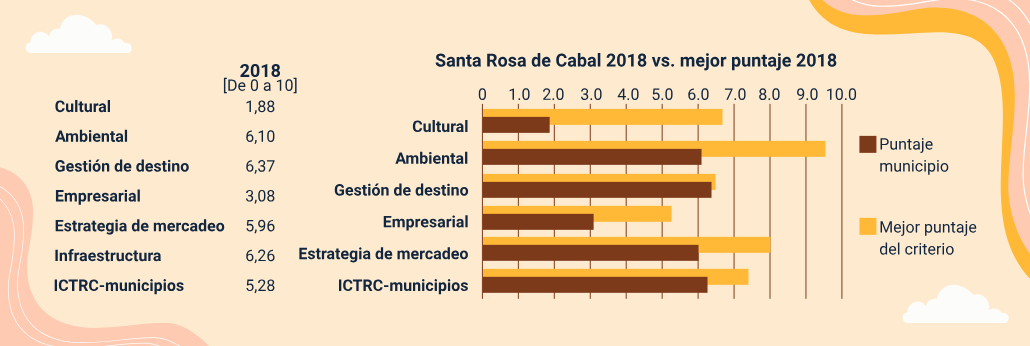 2018
[De 0 a 10]
Cultural 1,88
Ambiental 6,10
Gestión de destino 6,37
Empresarial 3,08
Estrategia de mercadeo 5,96
Infraestructura 6,26
ICTRC-municipios 5,28
Santa Rosa de Cabal 2018 vs. mejor puntaje 2018
0 1.0 2.0 3.0 4.0 5.0 6.0 7.0 8.0 9.0 10.0
Cultural
Ambiental
Gestión de destino
Empresarial
Estrategia de mercadeo
ICTRC-municipios
Puntaje
municipio
Mejor puntaje
del criterio